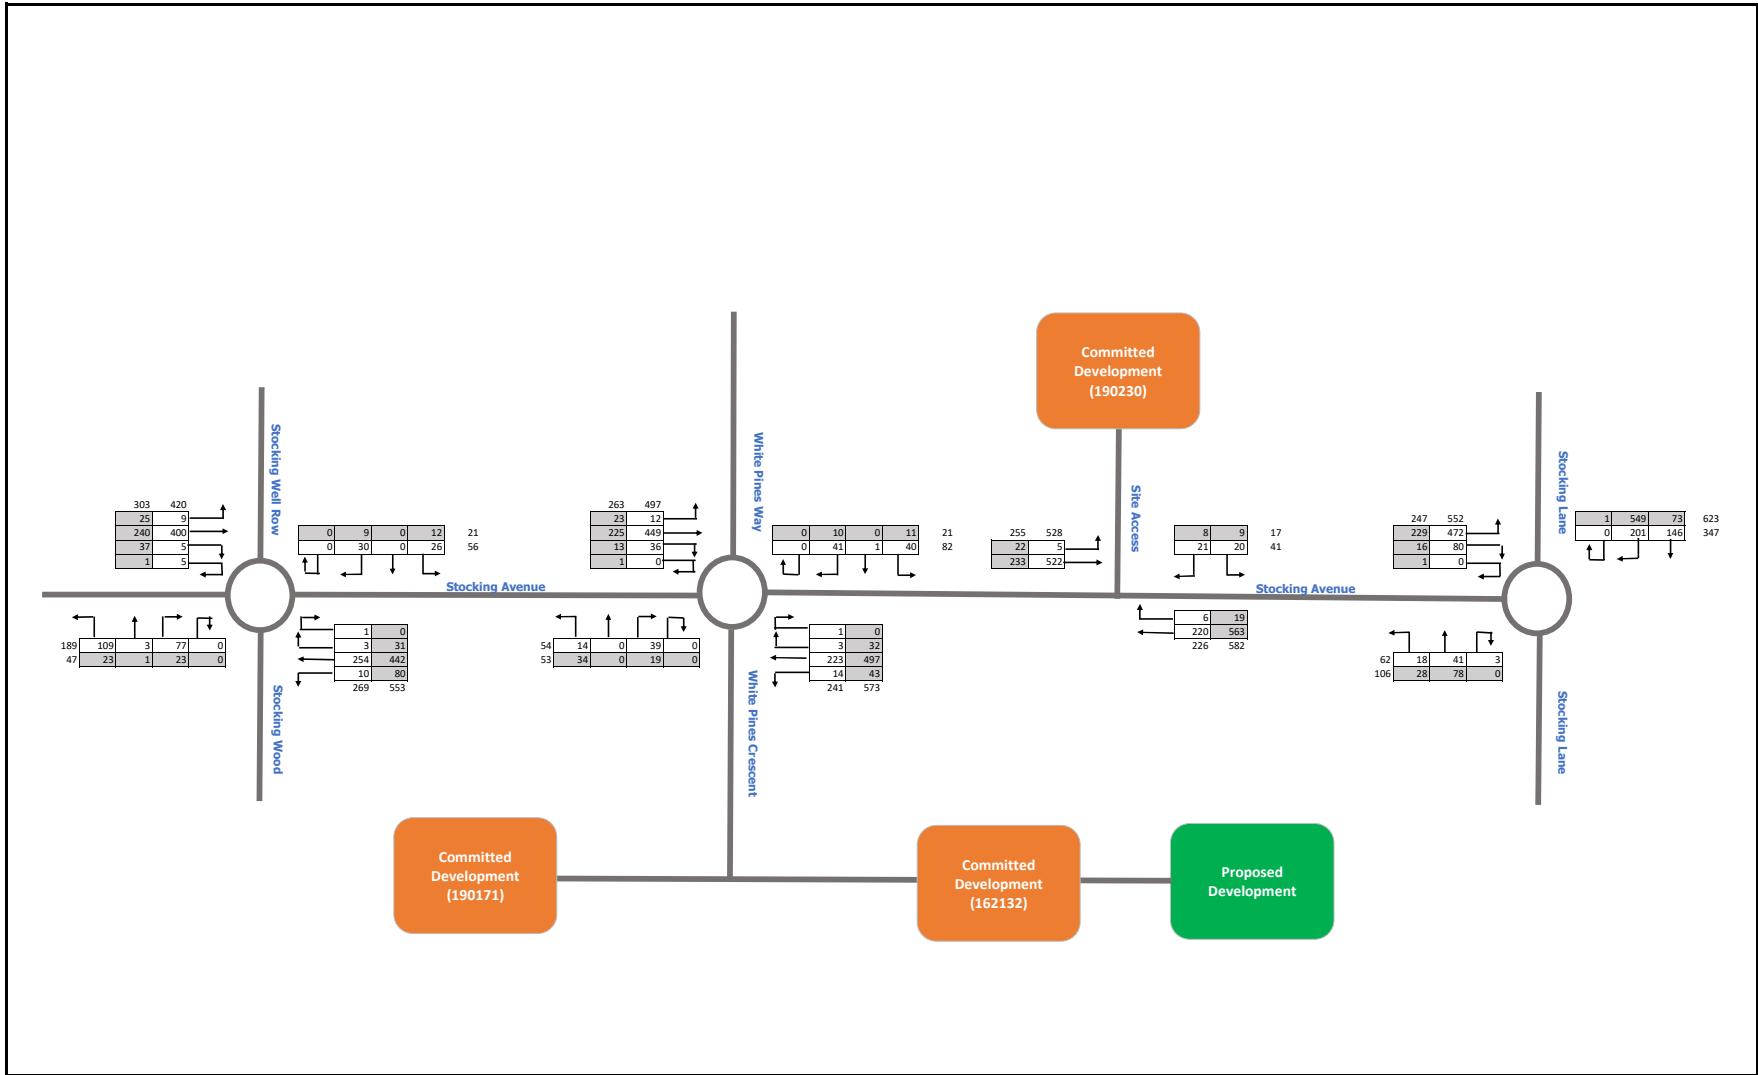 Committed
Development
(190230)
Stocking Well Row
White Pines Way
Site Access
Stocking Lane
303 420
25 9
240 400
37 5
1 5
0 9 0 12 21
0 30 0 26 56
263 497
23 12
225 449
13 36
1 0
0 10 0 11 21
0 41 1 40 82
255 528
22 5
233 522
8 9 17
21 20 41
247 552
229 472
16 80
1 0
1 549 73 623
0 201 146 347
Stocking Avenue
Stocking Avenue
189 109 3 77 0
47 23 1 23 0
1 0
3 31
254 442
10 80
269 553
54 14 0 39 0
53 34 0 19 0
1 0
3 32
223 497
14 43
241 573
6 19
220 563
226 582
62 18 41 3
106 28 78 0
Stocking Wood
White Pines Crescent
Stocking Lane
Committed
Development
(190171)
Committed
Development
(162132)
Proposed
Development